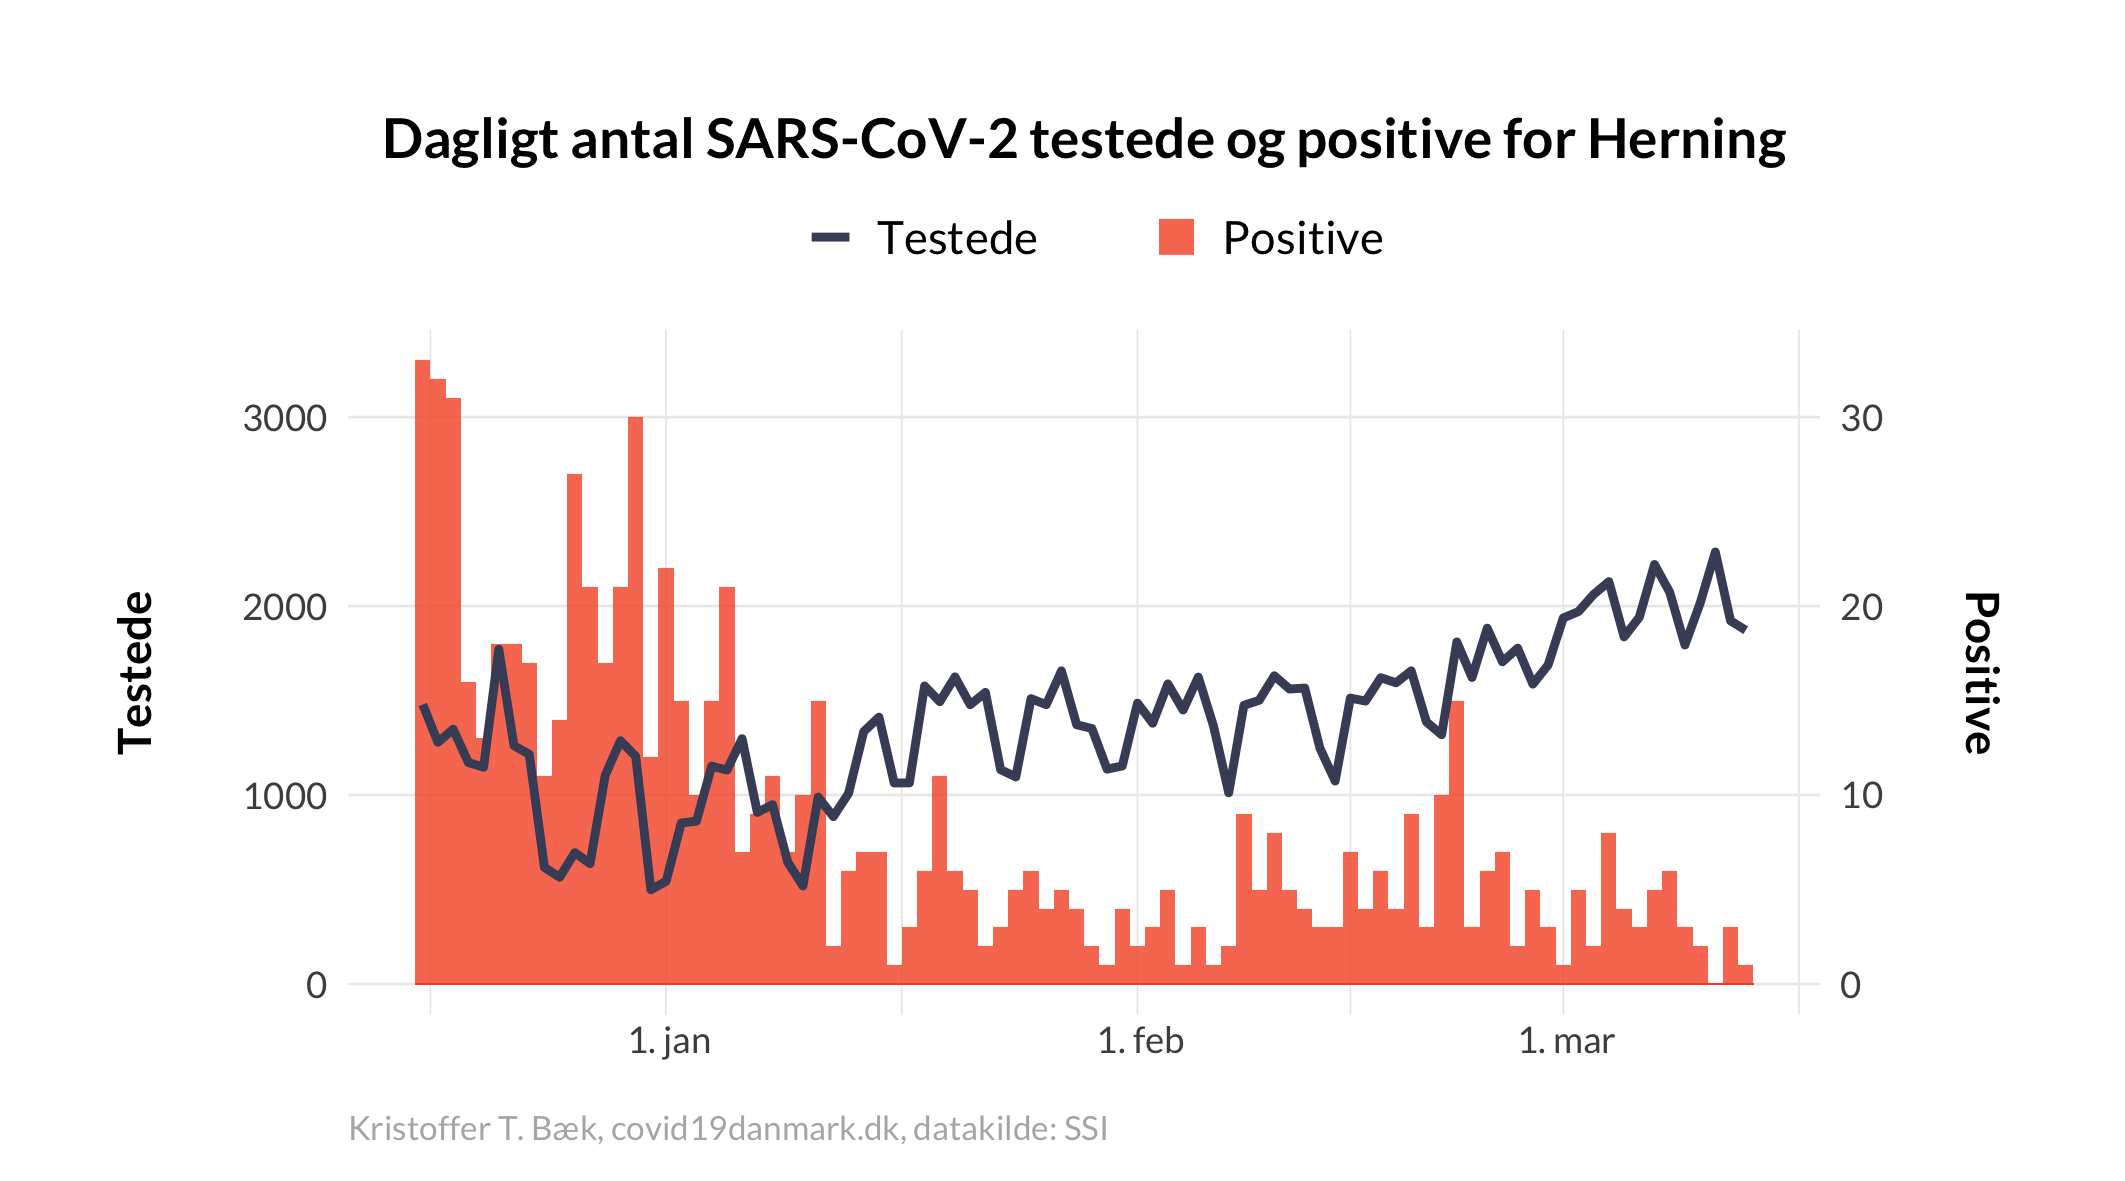 Dagligt antal SARS-CoV-2 testede og positive for Herning
Testede
Positive
3000
2000
1000
0
30
20
10
0
Testede
Positive
1. jan
1. feb
1. mar
Kristoffer T. Bæk, covid19danmark.dk, datakilde: SSI